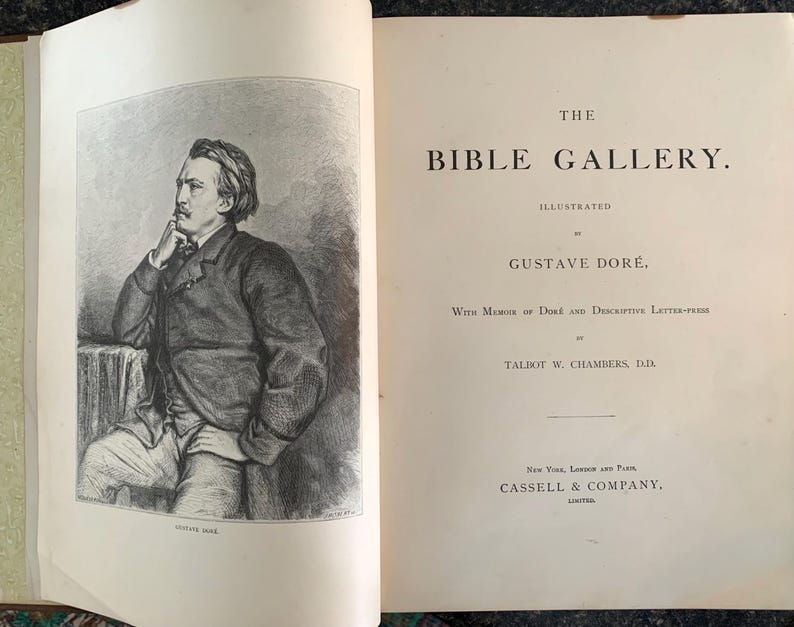 GUSTAVE DORÉ.
THE
BIBLE GALLERY.
ILLUSTRATED
BY
GUSTAVE DORÉ,
WITH MEMOIR OF DORÉ AND DESCRIPTIVE LETTER-PRESS
BY
TALBOT W. CHAMBERS, D.D.
NEW YORK, LONDON AND PARIS,
CASSELL & COMPANY,
LIMITED.